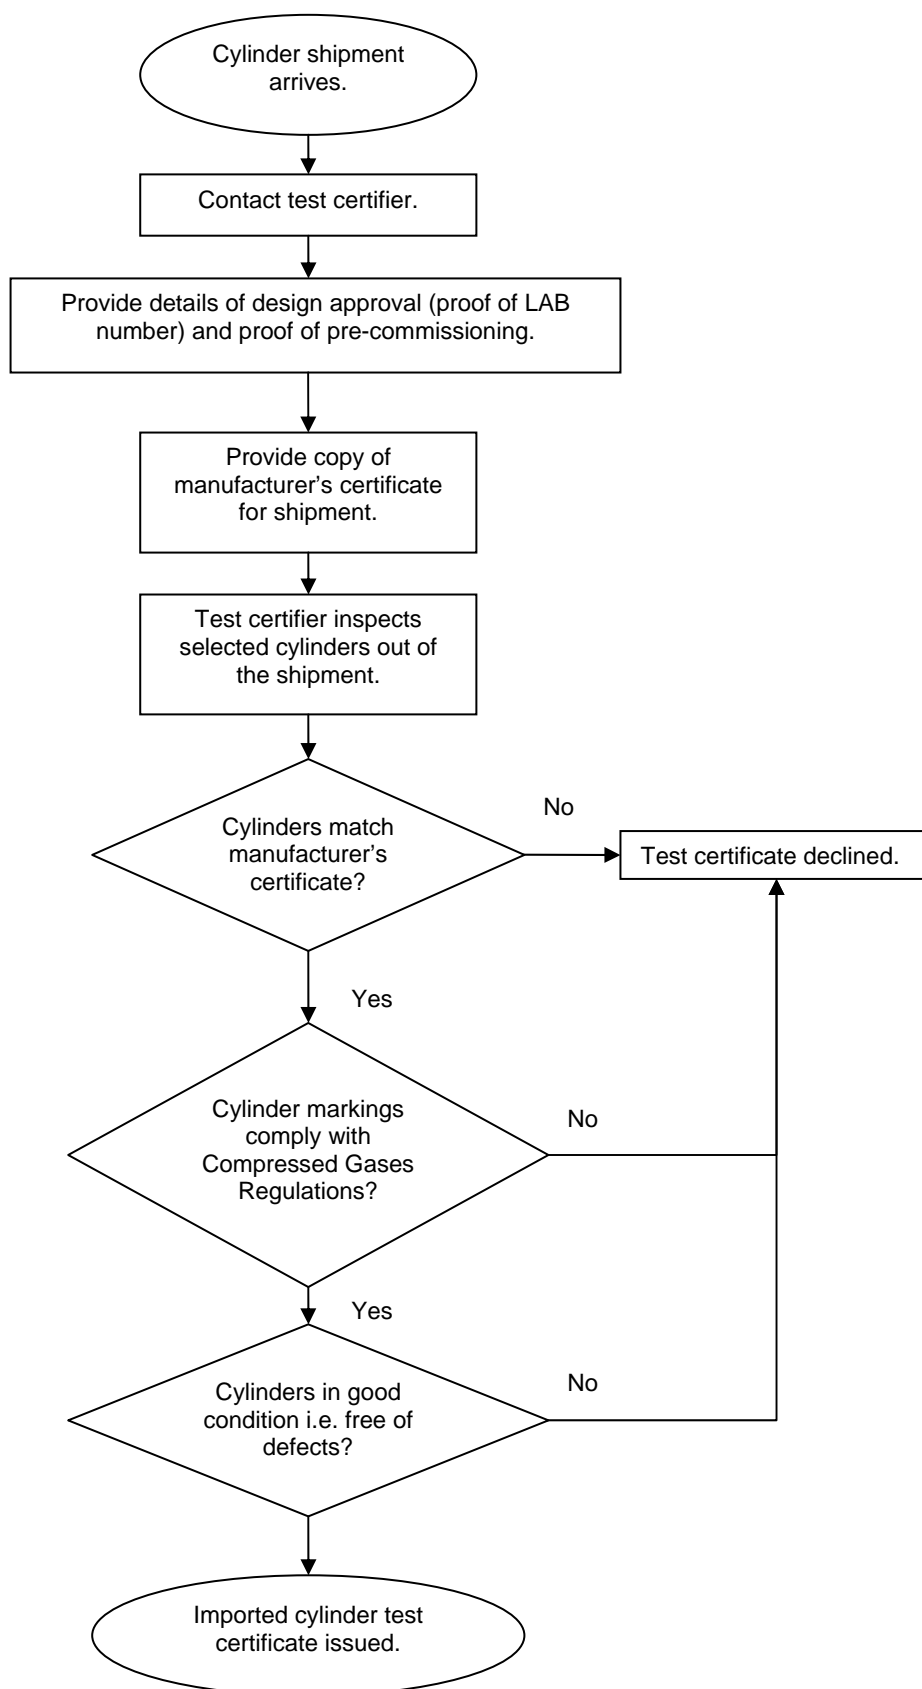 Cylinder shipment
arrives.
Contact test certifier.
Provide details of design approval (proof of LAB
number) and proof of pre-commissioning.
Provide copy of
manufacturer’s certificate
for shipment.
Test certifier inspects
selected cylinders out of
the shipment.
Cylinders match
manufacturer’s
certificate?
No
Test certificate declined.
Yes
Cylinder markings
comply with
Compressed Gases
Regulations?
No
Yes
Cylinders in good
condition i.e. free of
defects?
No
Imported cylinder test
certificate issued.